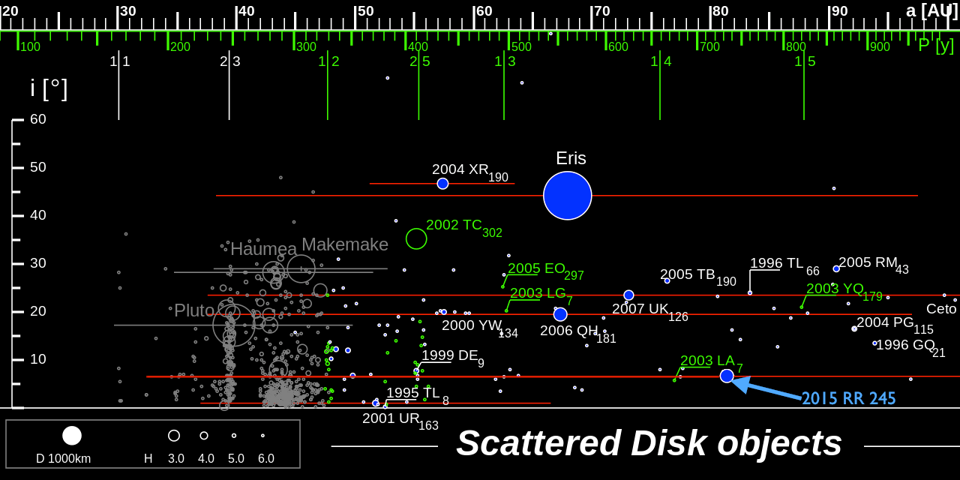 20 30 40 50 60 70 80 90 a [AU]
100 200 300 400 500 600 700 800 900 P [y]
1 1 2 3 1 2 2 5 1 3 1 4 1 5
i [°]
60
50
40
30
20
10
Eris
2004 XR190
2002 TC302
Haumea Makemake
2005 EO297
2005 TB190
1996 TL66
2005 RM43
2003 LG7
2003 YQ179
Pluto
2007 UK126
Ceto
2000 YW134
2006 QH181
2004 PG115
1996 GQ21
1999 DE9
2003 LA7
1995 TL8
2015 RR 245
2001 UR163
D 1000km H 3.0 4.0 5.0 6.0
Scattered Disk objects